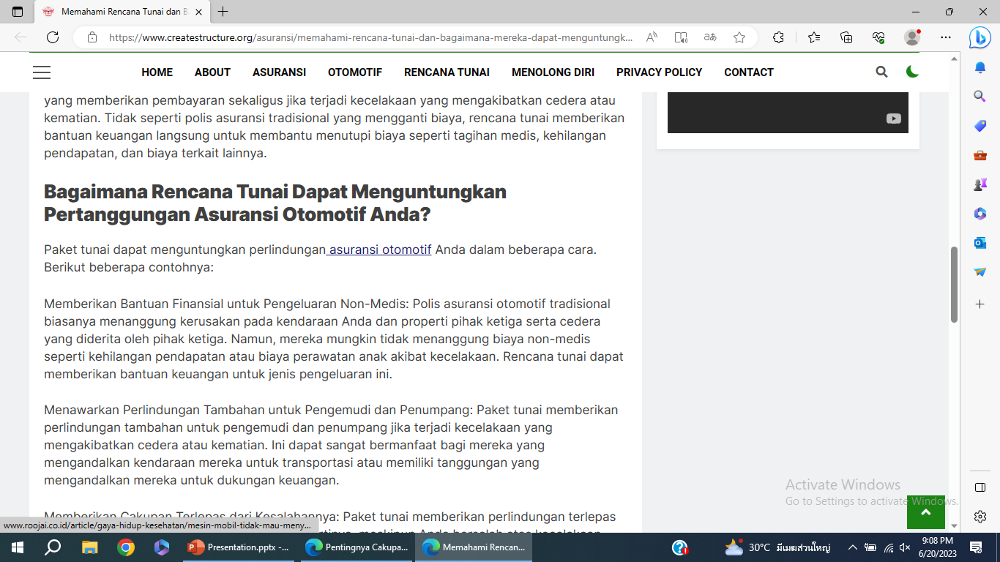 Memahami Rencana Tunai dan B
https://www.createstructure.org/asuransi/memahami-rencana-tunai-dan-bagaimana-mereka-dapat-menguntungk...
HOME ABOUT ASURANSI OTOMOTIF RENCANA TUNAI MENOLONG DIRI PRIVACY POLICY CONTACT
yang memberikan pembayaran sekaligus jika terjadi kecelakaan yang mengakibatkan cedera atau
kematian. Tidak seperti polis asuransi tradisional yang mengganti biaya, rencana tunai memberikan
bantuan keuangan langsung untuk membantu menutupi biaya seperti tagihan medis, kehilangan
pendapatan, dan biaya terkait lainnya.
Bagaimana Rencana Tunai Dapat Menguntungkan
Pertanggungan Asuransi Otomotif Anda?
Paket tunai dapat menguntungkan perlindungan asuransi otomotif Anda dalam beberapa cara.
Berikut beberapa contohnya:
Memberikan Bantuan Finansial untuk Pengeluaran Non-Medis: Polis asuransi otomotif tradisional
biasanya menanggung kerusakan pada kendaraan Anda dan properti pihak ketiga serta cedera
yang diderita oleh pihak ketiga. Namun, mereka mungkin tidak menanggung biaya non-medis
seperti kehilangan pendapatan atau biaya perawatan anak akibat kecelakaan. Rencana tunai dapat
memberikan bantuan keuangan untuk jenis pengeluaran ini.
Menawarkan Perlindungan Tambahan untuk Pengemudi dan Penumpang: Paket tunai memberikan
perlindungan tambahan untuk pengemudi dan penumpang jika terjadi kecelakaan yang
mengakibatkan cedera atau kematian. Ini dapat sangat bermanfaat bagi mereka yang
mengandalkan kendaraan mereka untuk transportasi atau memiliki tanggungan yang
mengandalkan mereka untuk dukungan keuangan.
Memberikan Cakupan Terlepas dari Kesalahannya: Paket tunai memberikan perlindungan terlepas
www.roojai.co.id/article/gaya-hidup-kesehatan/mesin-mobil-tidak-mau-meny...
Activate Windows
Go to Settings to activate Windows.
Presentation.pptx -... Pentingnya Cakupa... Memahami Rencan... 30°C มีเมฆส่วนใหญ่ 9:08 PM
6/20/2023